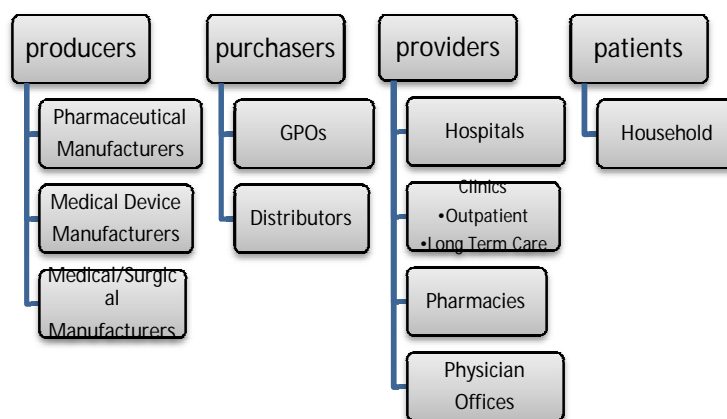 producers
Pharmaceutical
Manufacturers
Medical Device
Manufacturers
Medical/Surgic
al
Manufacturers
purchasers
GPOs
Distributors
providers
Hospitals
Clinics
•Outpatient
•Long Term Care
Pharmacies
Physician
Offices
patients
Household